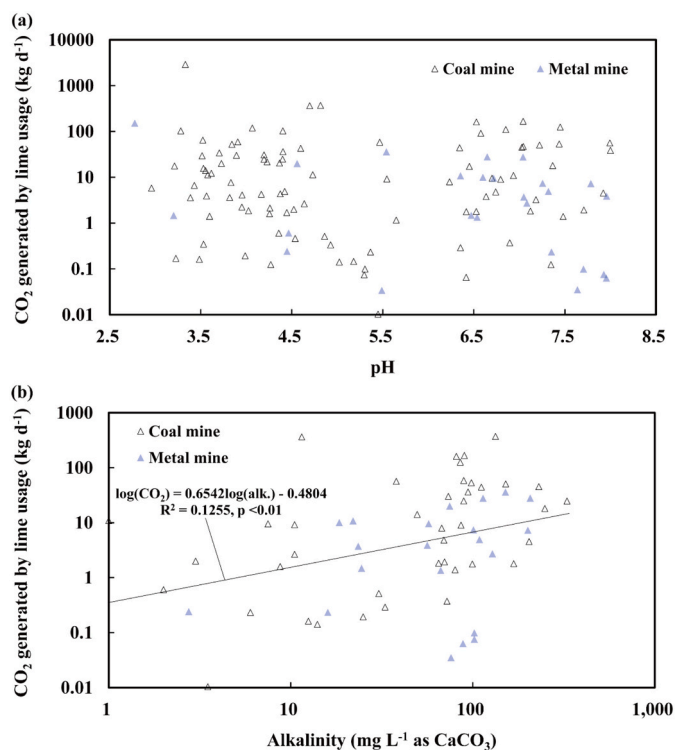 (a)
CO₂ generated by lime usage (kg d⁻¹)
10000
1000
100
10
1
0.1
0.01
Coal mine
Metal mine
2.5 3.5 4.5 5.5 6.5 7.5 8.5
pH
(b)
CO₂ generated by lime usage (kg d⁻¹)
1000
100
10
1
0.1
0.01
Coal mine
Metal mine
log(CO₂) = 0.6542log(alk.) - 0.4804
R² = 0.1255, p <0.01
1 10 100 1,000
Alkalinity (mg L⁻¹ as CaCO₃)